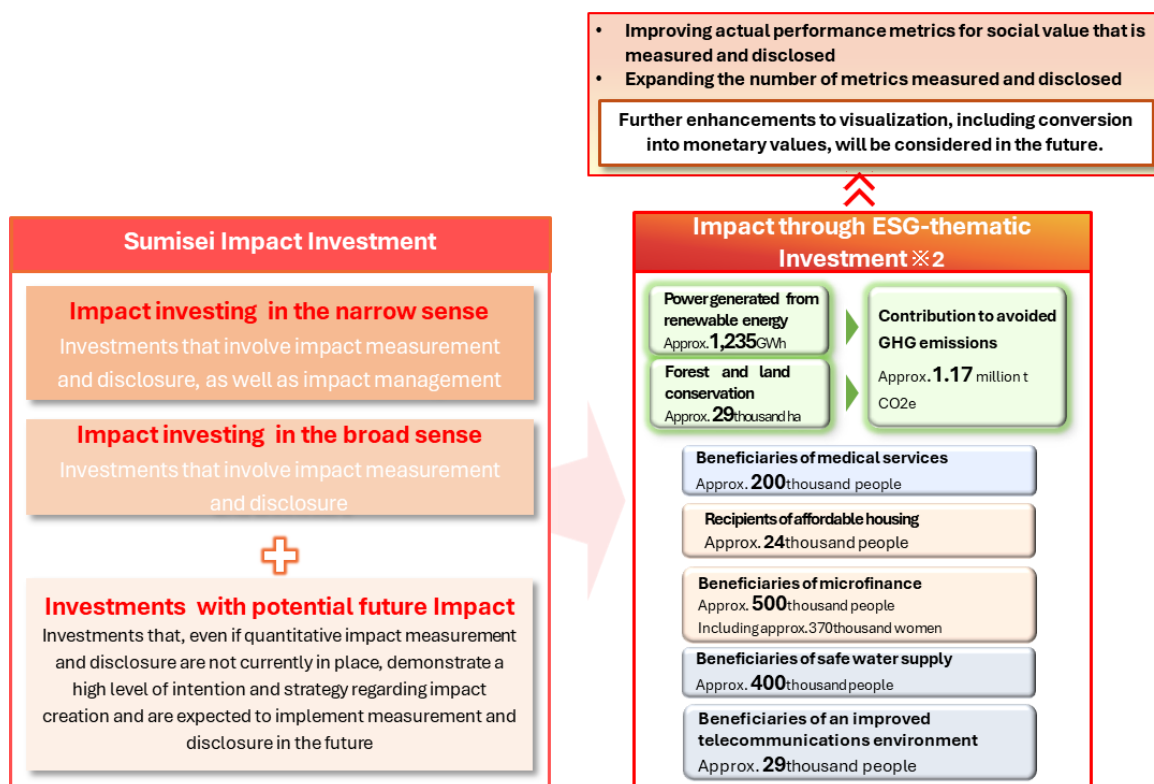 • Improving actual performance metrics for social value that is
measured and disclosed
• Expanding the number of metrics measured and disclosed
Further enhancements to visualization, including conversion
into monetary values, will be considered in the future.
Sumisei Impact Investment
Impact investing in the narrow sense
Investments that involve impact measurement
and disclosure, as well as impact management
Impact investing in the broad sense
Investments that involve impact measurement
and disclosure
Investments with potential future Impact
Investments that, even if quantitative impact measurement
and disclosure are not currently in place, demonstrate a
high level of intention and strategy regarding impact
creation and are expected to implement measurement and
disclosure in the future
Impact through ESG-thematic
Investment※2
Power generated from
renewable energy
Approx.1,235GWh
Forest and land
conservation
Approx. 29thousand ha
Contribution to avoided
GHG emissions
Approx.1.17 million t
CO2e
Beneficiaries of medical services
Approx. 200thousand people
Recipients of affordable housing
Approx. 24thousand people
Beneficiaries of microfinance
Approx. 500thousand people
Including approx.370thousand women
Beneficiaries of safe water supply
Approx. 400thousand people
Beneficiaries of an improved
telecommunications environment
Approx. 29thousand people